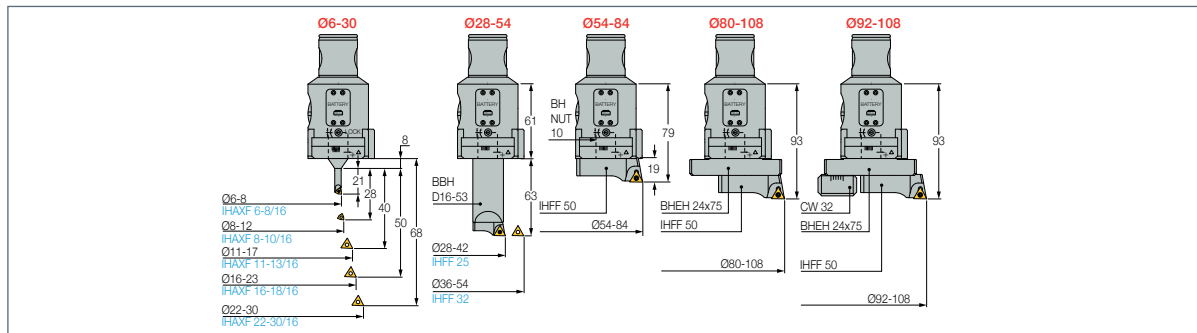 Ø6-30
Ø28-54
Ø54-84
Ø80-108
Ø92-108
BATTERY
LOCK
8
21
28
40
50
68
Ø6-8
IHAXF 6-8/16
Ø8-12
IHAXF 8-10/16
Ø11-17
IHAXF 11-13/16
Ø16-23
IHAXF 16-18/16
Ø22-30
IHAXF 22-30/16
BATTERY
61
63
BBH
D16-53
Ø28-42
IHFF 25
Ø36-54
IHFF 32
BH
NUT
10
BATTERY
79
19
IHFF 50
Ø54-84
BATTERY
93
BHEH 24x75
IHFF 50
Ø80-108
BATTERY
93
CW 32
BHEH 24x75
IHFF 50
Ø92-108